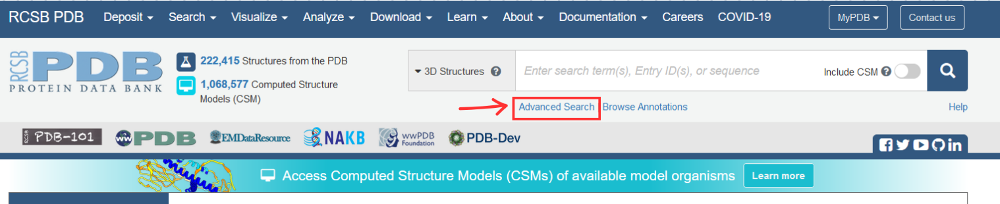 RCSB PDB Deposit Search Visualize Analyze Download Learn About Documentation Careers COVID-19 MyPDB Contact us
RCSB PDB
PROTEIN DATA BANK
222,415 Structures from the PDB
1,068,577 Computed Structure
Models (CSM)
3D Structures ? Enter search term(s), Entry ID(s), or sequence Include CSM ?
Advanced Search Browse Annotations Help
RCSB PDB-101 wwPDB EMDataResource NAKB wwPDB Foundation PDB-Dev
Access Computed Structure Models (CSMs) of available model organisms Learn more